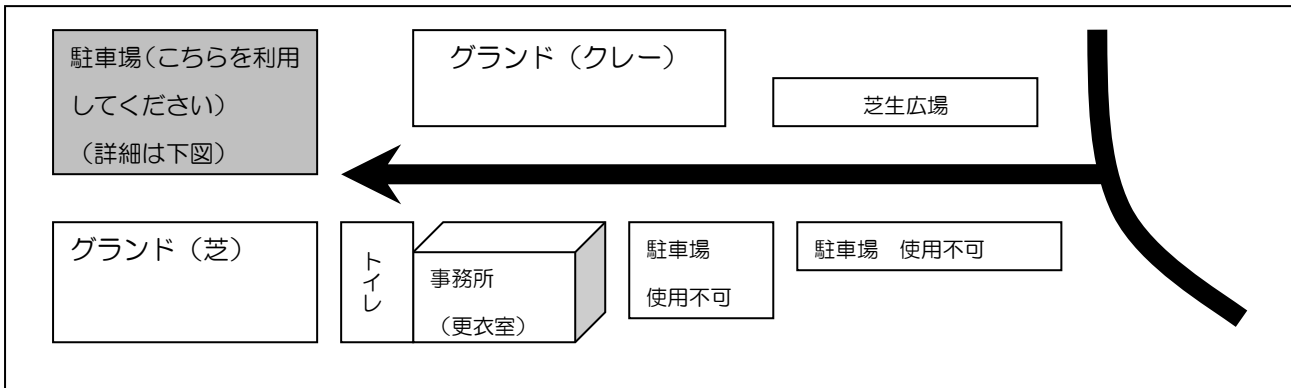 駐車場(こちらを利用
してください)
(詳細は下図)
グランド(クレー)
芝生広場
グランド(芝)
トイレ
事務所
(更衣室)
駐車場
使用不可
駐車場 使用不可